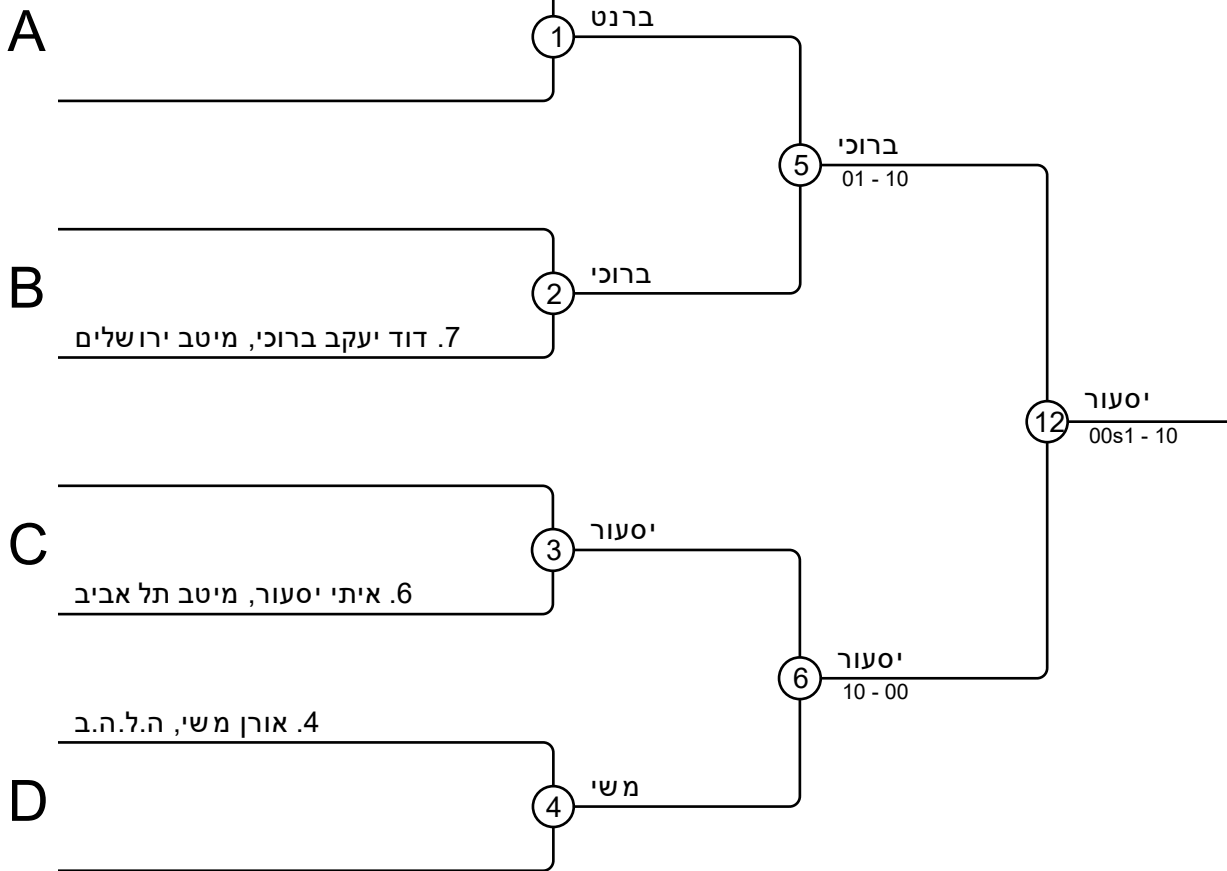 A
1
ברנט
5
ברוכי
01 - 10
B
2
ברוכי
7. דוד יעקב ברוכי, מיטב ירושלים
12
יסעור
00s1 - 10
C
3
יסעור
6. איתי יסעור, מיטב תל אביב
6
יסעור
10 - 00
4. אורן משי, ה.ל.ה.ב
D
4
משי